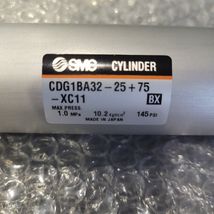 SMC CYLINDER
CDG1BA32-25+75
-XC11 BX
MAX.PRESS.
1.0 MPa 10.2 kgf/cm² 145 PSI
MADE IN JAPAN